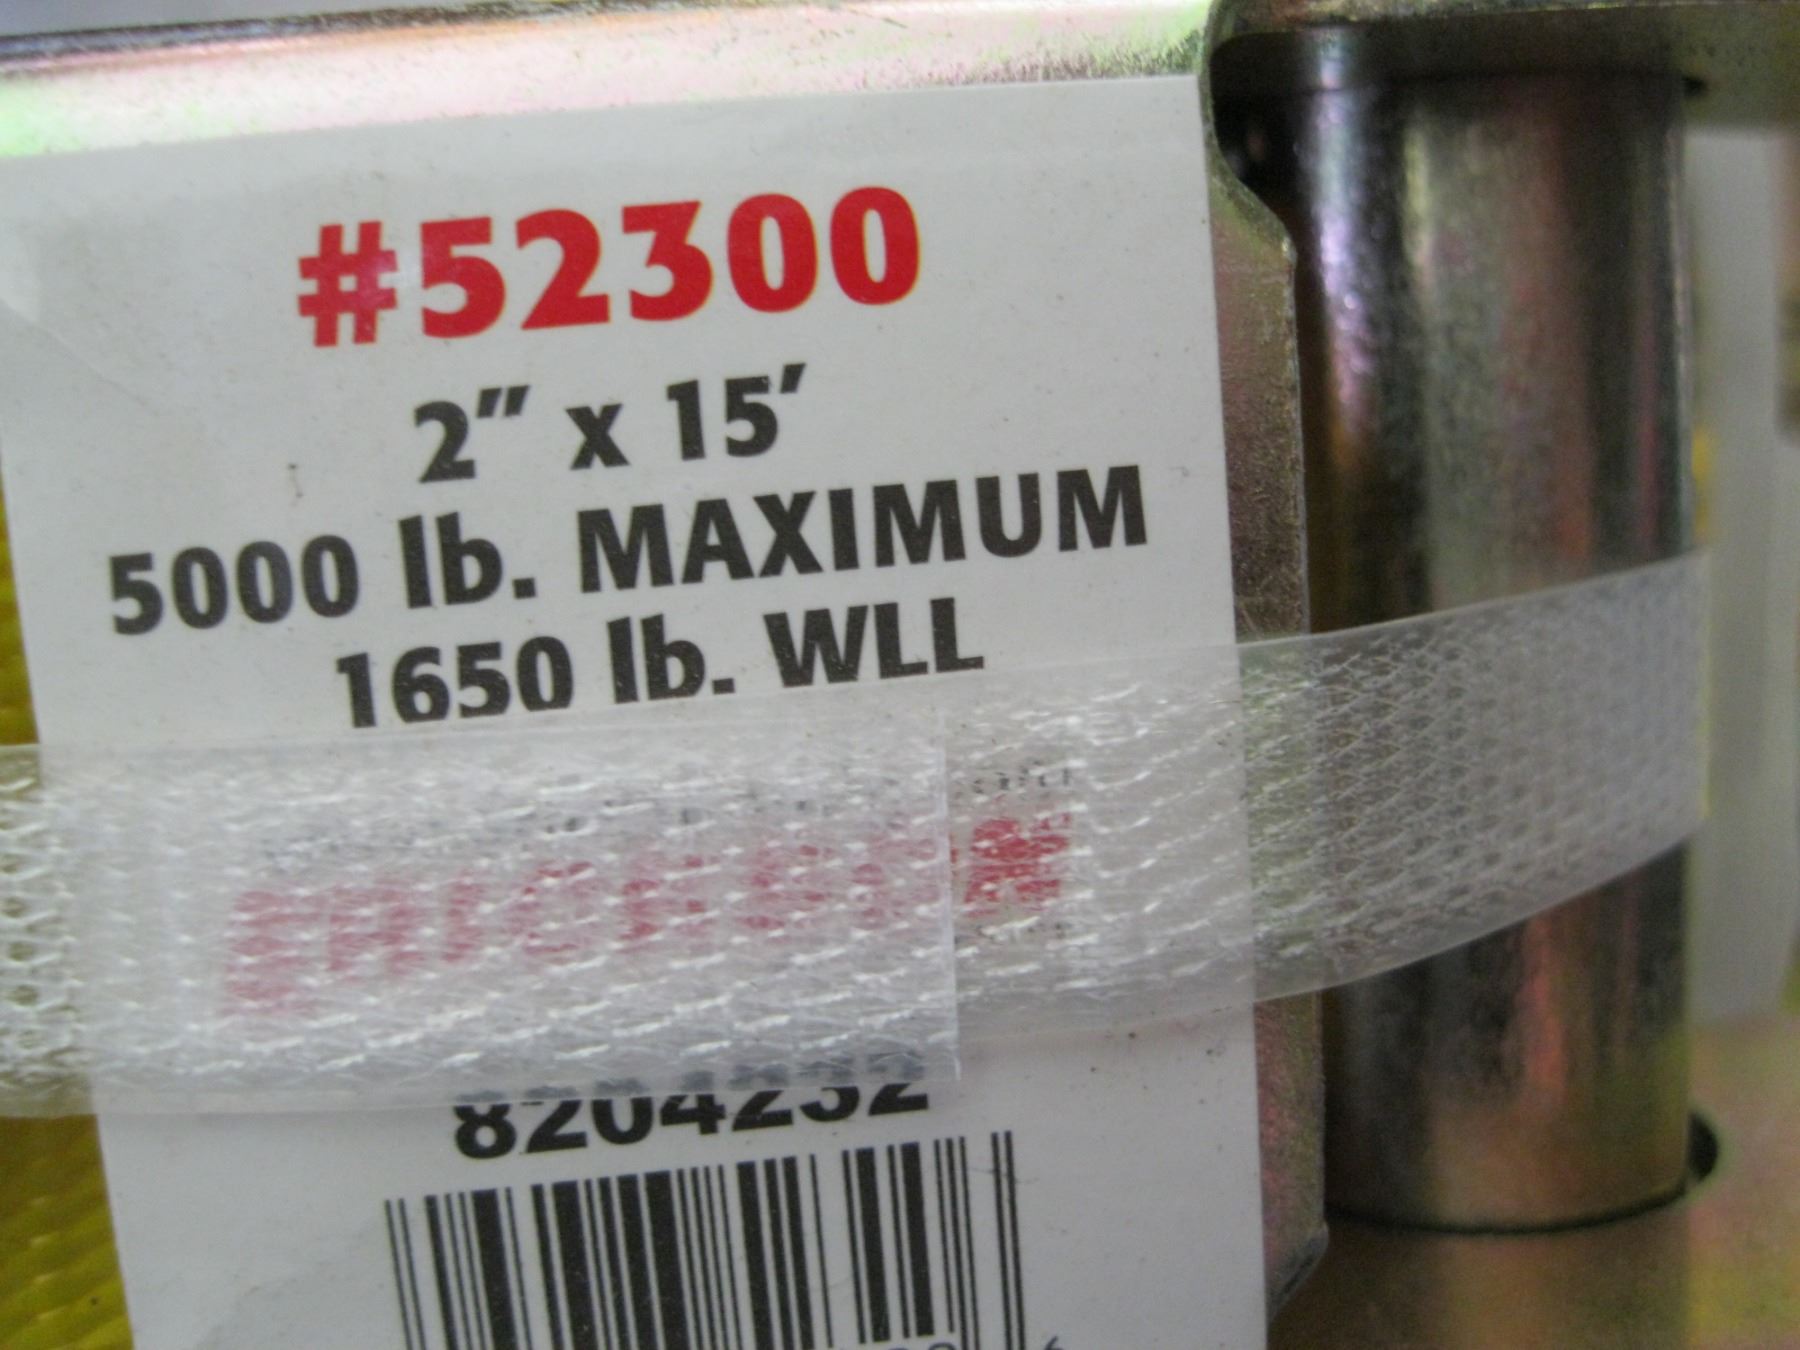 #52300
2" x 15'
5000 lb. MAXIMUM
1650 lb. WLL
8204232